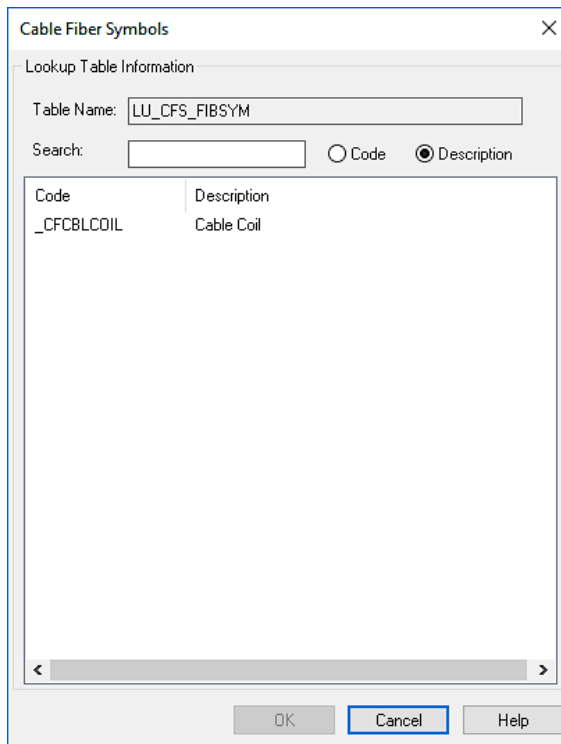 Cable Fiber Symbols
Lookup Table Information
Table Name: LU_CFS_FIBSYM
Search: Code Description
Code Description
_CFCBLCOIL Cable Coil
OK Cancel Help